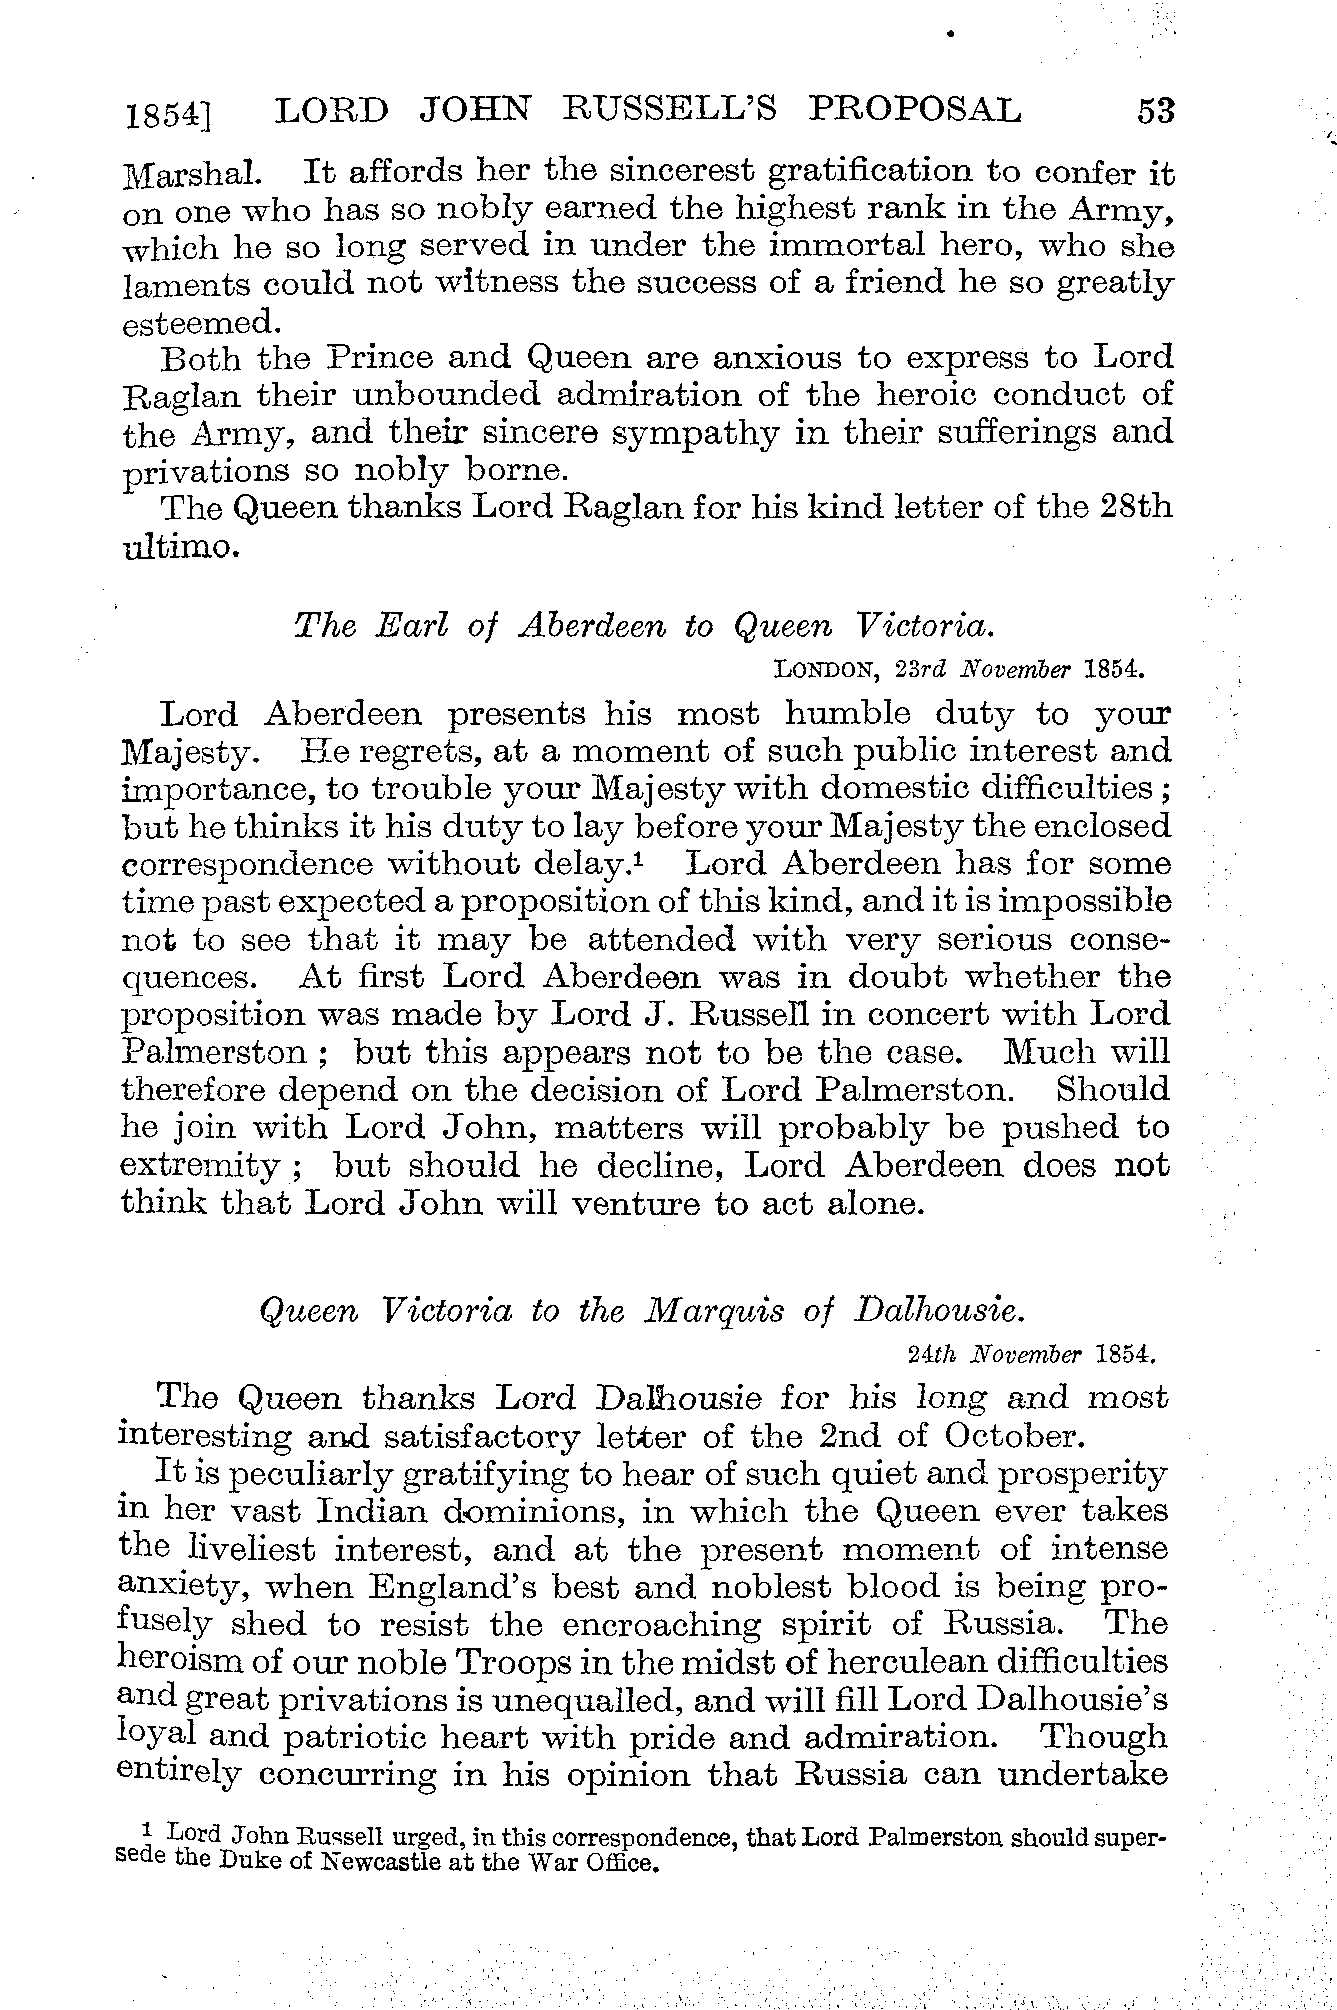 1854] LORD JOHN RUSSELL'S PROPOSAL 53
Marshal. It affords her the sincerest gratification to confer it
on one who has so nobly earned the highest rank in the Army,
which he so long served in under the immortal hero, who she
laments could not witness the success of a friend he so greatly
esteemed.
Both the Prince and Queen are anxious to express to Lord
Raglan their unbounded admiration of the heroic conduct of
the Army, and their sincere sympathy in their sufferings and
privations so nobly borne.
The Queen thanks Lord Raglan for his kind letter of the 28th
ultimo.
The Earl of Aberdeen to Queen Victoria.
LONDON, 23rd November 1854.
Lord Aberdeen presents his most humble duty to your
Majesty. He regrets, at a moment of such public interest and
importance, to trouble your Majesty with domestic difficulties ;
but he thinks it his duty to lay before your Majesty the enclosed
correspondence without delay.¹ Lord Aberdeen has for some
time past expected a proposition of this kind, and it is impossible
not to see that it may be attended with very serious conse-
quences. At first Lord Aberdeen was in doubt whether the
proposition was made by Lord J. Russell in concert with Lord
Palmerston ; but this appears not to be the case. Much will
therefore depend on the decision of Lord Palmerston. Should
he join with Lord John, matters will probably be pushed to
extremity ; but should he decline, Lord Aberdeen does not
think that Lord John will venture to act alone.
Queen Victoria to the Marquis of Dalhousie.
24th November 1854.
The Queen thanks Lord Dalhousie for his long and most
interesting and satisfactory letter of the 2nd of October.
It is peculiarly gratifying to hear of such quiet and prosperity
in her vast Indian dominions, in which the Queen ever takes
the liveliest interest, and at the present moment of intense
anxiety, when England's best and noblest blood is being pro-
fusely shed to resist the encroaching spirit of Russia. The
heroism of our noble Troops in the midst of herculean difficulties
and great privations is unequalled, and will fill Lord Dalhousie's
loyal and patriotic heart with pride and admiration. Though
entirely concurring in his opinion that Russia can undertake
¹ Lord John Russell urged, in this correspondence, that Lord Palmerston should super-
sede the Duke of Newcastle at the War Office.